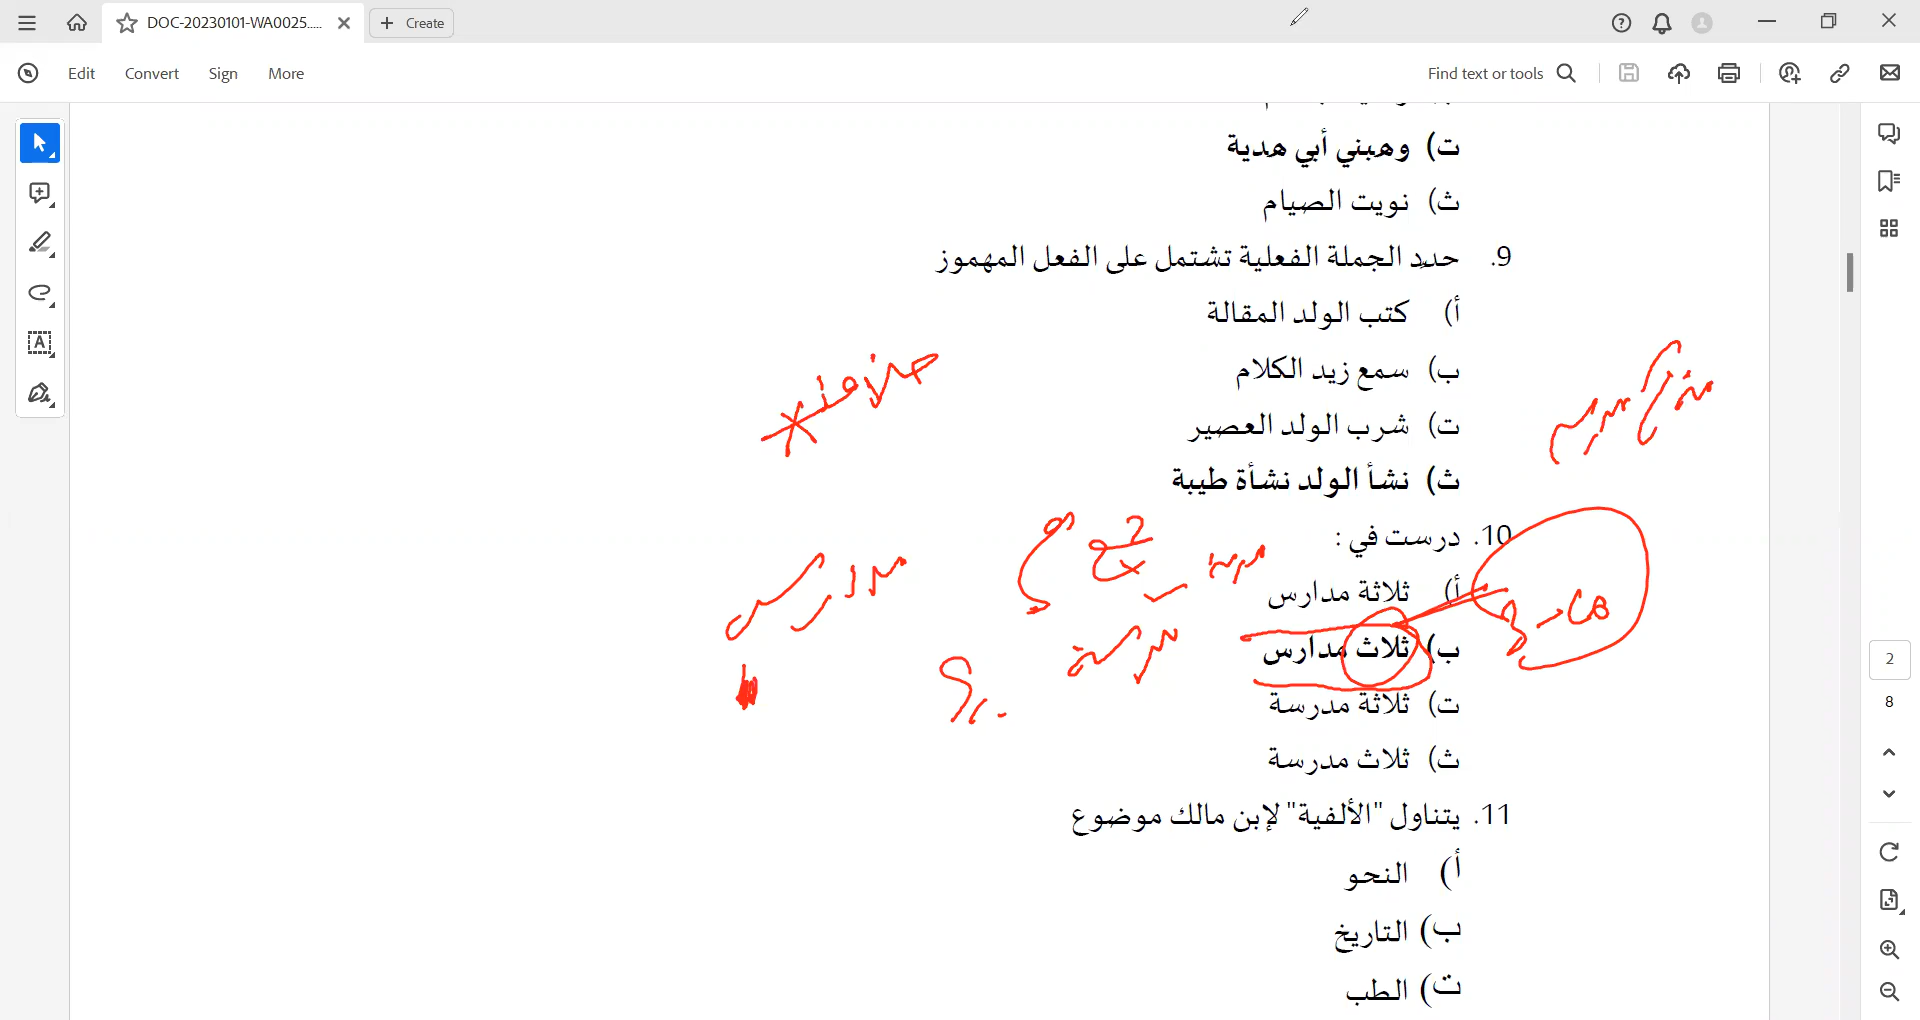 DOC-20230101-WA0025.... Create
Edit Convert Sign More Find text or tools
ت) وهبني أبي هدية
ث) نويت الصيام
9. حدد الجملة الفعلية تشتمل على الفعل المهموز
أ) كتب الولد المقالة
ب) سمع زيد الكلام
ت) شرب الولد العصير
ث) نشأ الولد نشأة طيبة
10. درست في :
أ) ثلاثة مدارس
ب) ثلاث مدارس
ت) ثلاثة مدرسة
ث) ثلاث مدرسة
11. يتناول "الألفية" لإبن مالك موضوع
أ) النحو
ب) التاريخ
ت) الطب
2
8